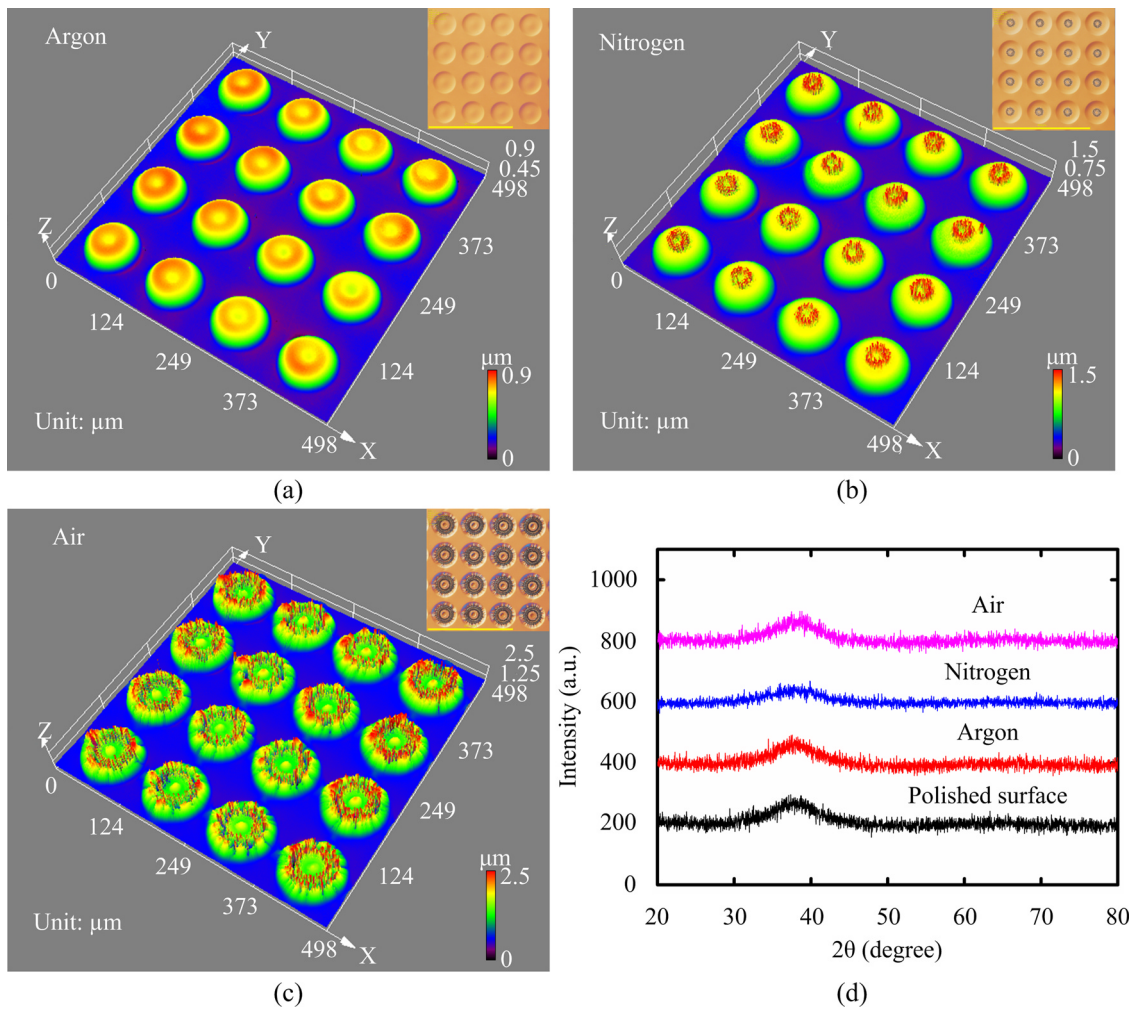 Argon
Y
Z
0.9
0.45
498
373
249
124
0
124
249
373
498
X
µm
0.9
0
Unit: µm
(a)
Nitrogen
Y
Z
1.5
0.75
498
373
249
124
0
124
249
373
498
X
µm
1.5
0
Unit: µm
(b)
Air
Y
Z
2.5
1.25
498
373
249
124
0
124
249
373
498
X
µm
2.5
0
Unit: µm
(c)
Intensity (a.u.)
1000
800
600
400
200
0
Air
Nitrogen
Argon
Polished surface
20 30 40 50 60 70 80
2θ (degree)
(d)